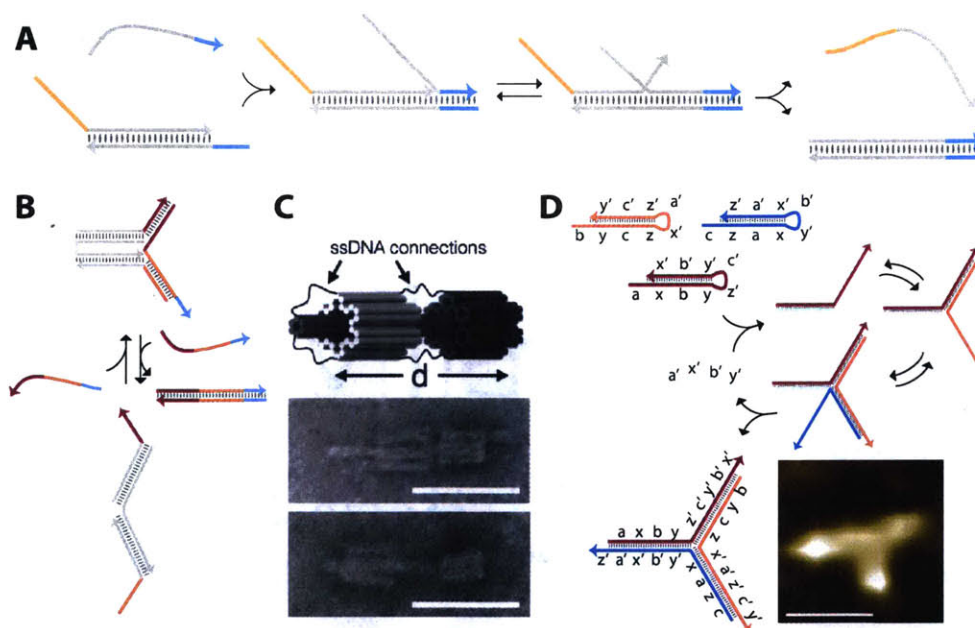 A
B
C
ssDNA connections
d
D
y' c' z' a'
b y c z x'
z' a' x' b'
c z a x y'
x' b' y' c'
a x b y z'
a' x' b' y'
a x b y
z' a' x' b' y'
z' c' y' b' x'
z c y b
x' a' z' c' y'
x a z c